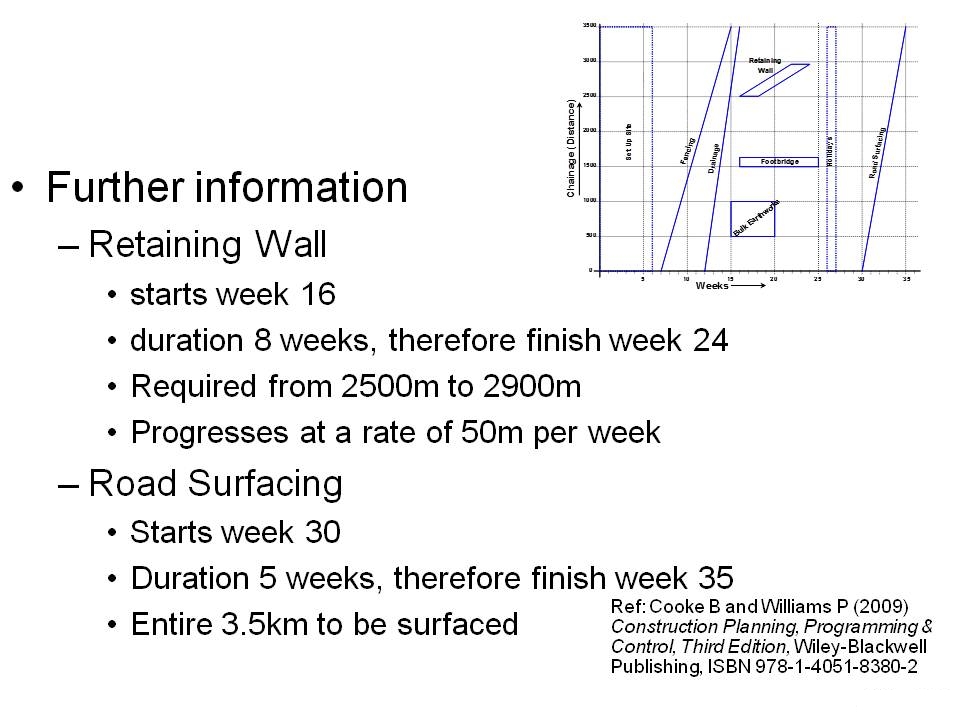 3500
3000
2500
2000
1500
1000
500
0
Chainage (Distance)
Set Up Site
Fencing
Drainage
Retaining
Wall
Footbridge
Bulk Earthworks
Holidays
Road Surfacing
5 10 15 20 25 30 35
Weeks
• Further information
– Retaining Wall
• starts week 16
• duration 8 weeks, therefore finish week 24
• Required from 2500m to 2900m
• Progresses at a rate of 50m per week
– Road Surfacing
• Starts week 30
• Duration 5 weeks, therefore finish week 35
• Entire 3.5km to be surfaced
Ref: Cooke B and Williams P (2009)
Construction Planning, Programming &
Control, Third Edition, Wiley-Blackwell
Publishing, ISBN 978-1-4051-8380-2